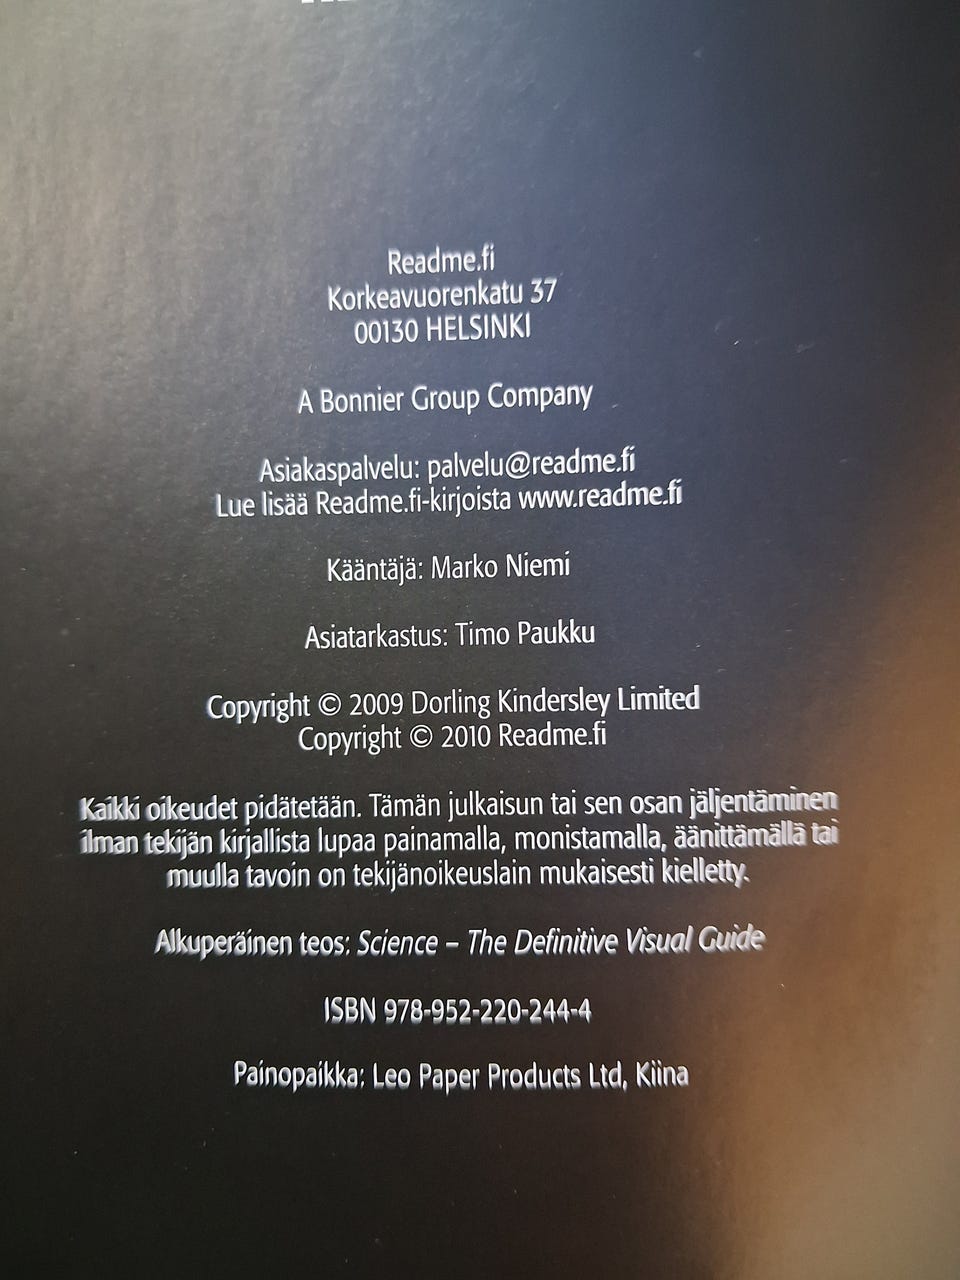 Readme.fi
Korkeavuorenkatu 37
00130 HELSINKI
A Bonnier Group Company
Asiakaspalvelu: palvelu@readme.fi
Lue lisää Readme.fi-kirjoista www.readme.fi
Kääntäjä: Marko Niemi
Asiatarkastus: Timo Paukku
Copyright © 2009 Dorling Kindersley Limited
Copyright © 2010 Readme.fi
Kaikki oikeudet pidätetään. Tämän julkaisun tai sen osan jäljentäminen
ilman tekijän kirjallista lupaa painamalla, monistamalla, äänittämällä tai
muulla tavoin on tekijänoikeuslain mukaisesti kielletty.
Alkuperäinen teos: Science – The Definitive Visual Guide
ISBN 978-952-220-244-4
Painopaikka: Leo Paper Products Ltd, Kiina